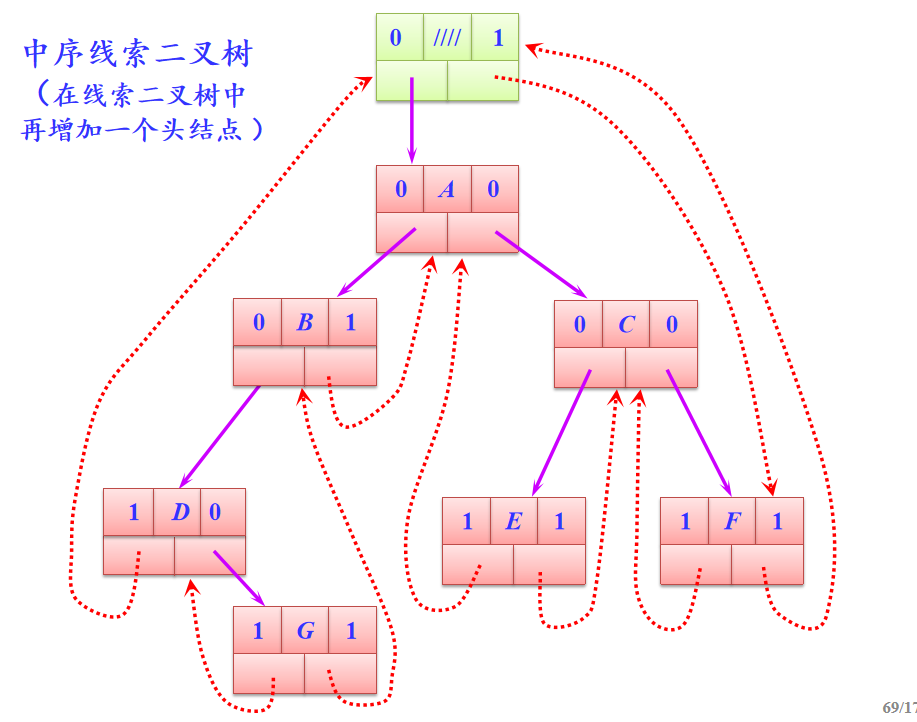 中序线索二叉树
（在线索二叉树中
再增加一个头结点）
0 //// 1
0 A 0
0 B 1
0 C 0
1 D 0
1 E 1
1 F 1
1 G 1
69/17